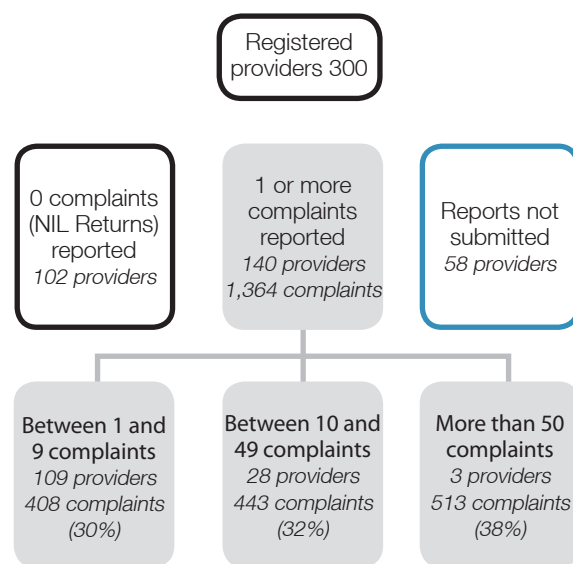 Registered
providers 300
0 complaints
(NIL Returns)
reported
102 providers
1 or more
complaints
reported
140 providers
1,364 complaints
Reports not
submitted
58 providers
Between 1 and
9 complaints
109 providers
408 complaints
(30%)
Between 10 and
49 complaints
28 providers
443 complaints
(32%)
More than 50
complaints
3 providers
513 complaints
(38%)